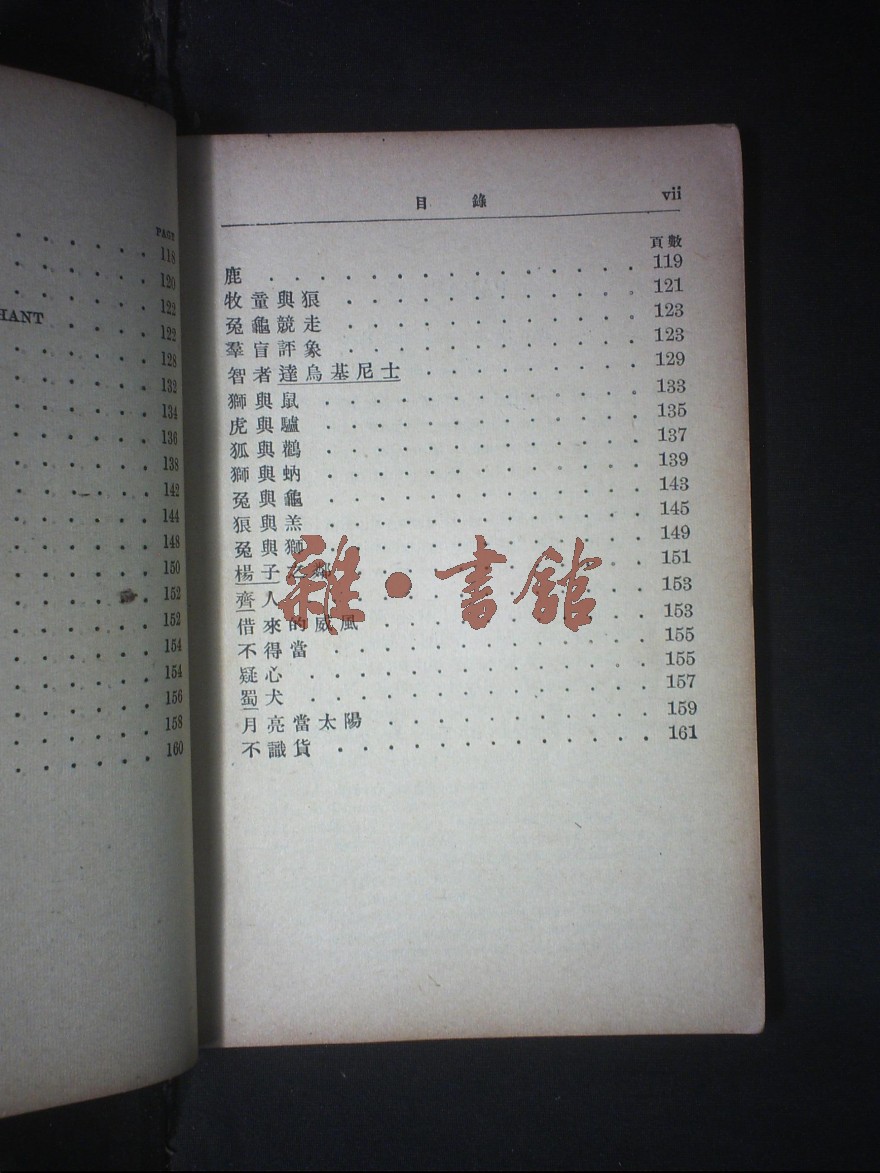 PAGE
118
120
122
HANT 122
128
132
134
136
138
142
144
148
150
152
152
154
154
156
158
160
目錄 vii
頁數
鹿 119
牧童與狼 121
兔龜競走 123
羣盲評象 123
智者達烏基尼士 129
獅與鼠 133
虎與驢 135
狐與鶴 137
獅與蚋 139
兔與龜 143
狼與羔 145
兔與獅 149
楊子之鄰 151
齊人 153
借來的威風 153
不得當 155
疑心 155
蜀犬 157
月亮當太陽 159
不識貨 161
雜·書館